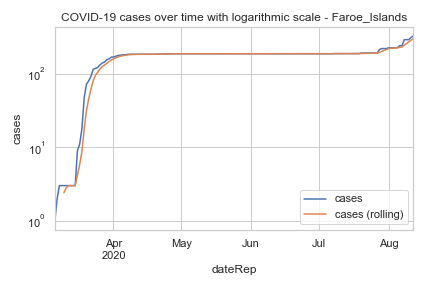 COVID-19 cases over time with logarithmic scale - Faroe_Islands
cases
10²
10¹
10⁰
Apr
2020
May
Jun
Jul
Aug
dateRep
cases
cases (rolling)